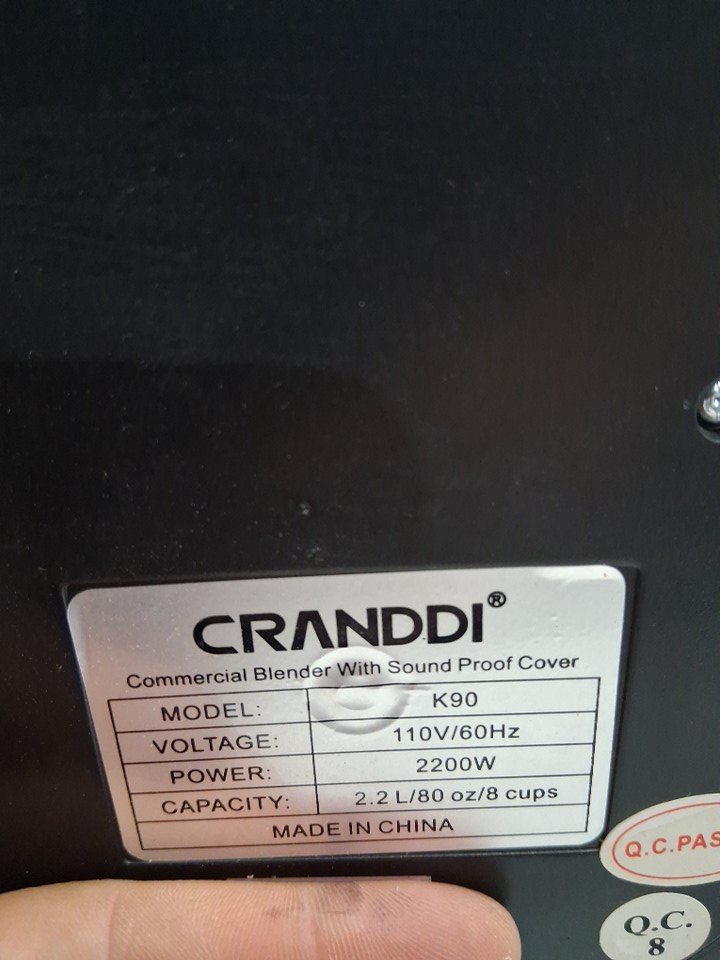 CRANDDI®
Commercial Blender With Sound Proof Cover
MODEL: K90
VOLTAGE: 110V/60Hz
POWER: 2200W
CAPACITY: 2.2 L/80 oz/8 cups
MADE IN CHINA
Q.C.PAS
Q.C.
8